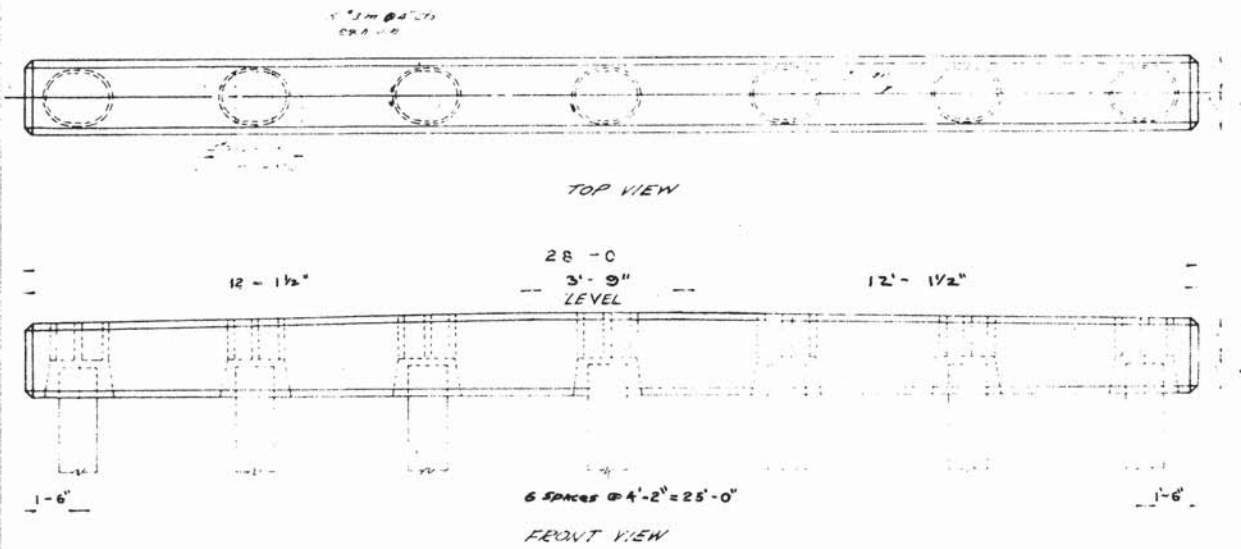 TOP VIEW
28 - 0
12 - 1½"
3' - 9"
12' - 1½"
LEVEL
1 - 6"
6 SPACES @ 4'-2" = 25'-0"
1'-6"
FRONT VIEW